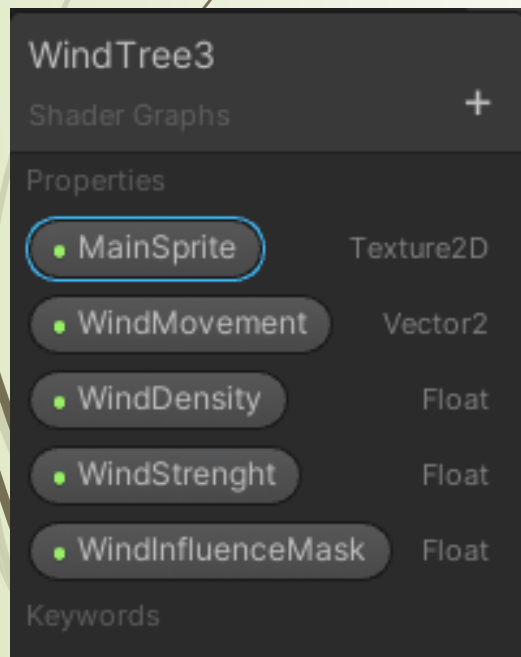 WindTree3
Shader Graphs
+
Properties
MainSprite Texture2D
WindMovement Vector2
WindDensity Float
WindStrenght Float
WindInfluenceMask Float
Keywords